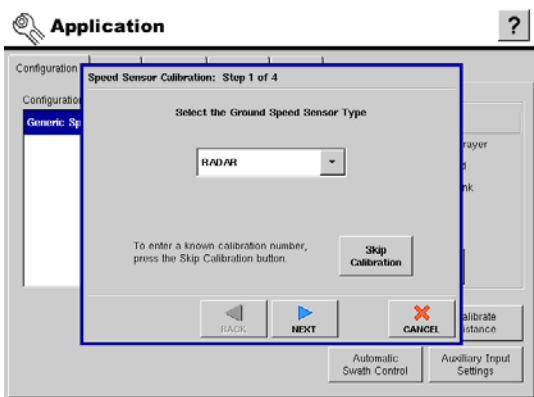 Application
?
Configuration
Configuration
Generic Sp
Speed Sensor Calibration: Step 1 of 4
Select the Ground Speed Sensor Type
RADAR
To enter a known calibration number,
press the Skip Calibration button.
Skip
Calibration
BACK
NEXT
CANCEL
rayer
nk
alibrate
istance
Automatic
Swath Control
Auxiliary Input
Settings